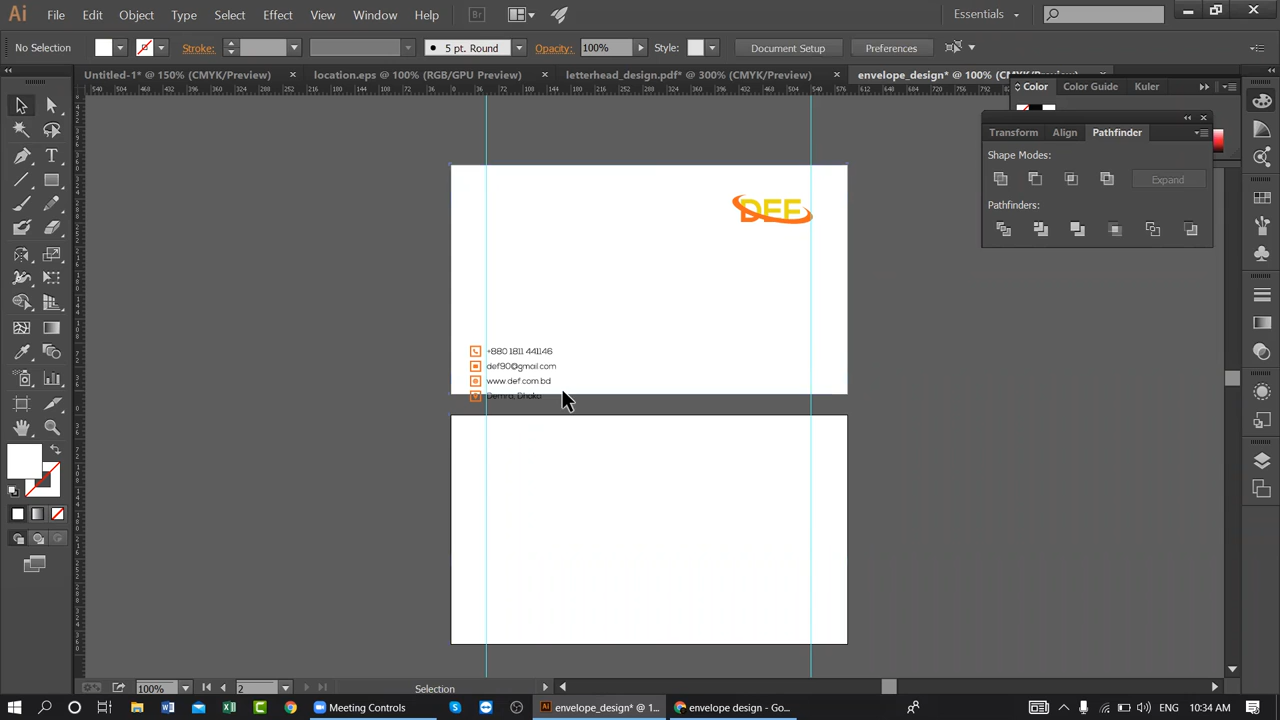 Ai File Edit Object Type Select Effect View Window Help Br Essentials
No Selection Stroke: 5 pt. Round Opacity: 100% Style: Document Setup Preferences
Untitled-1* @ 150% (CMYK/Preview) location.eps @ 100% (RGB/GPU Preview) letterhead_design.pdf* @ 300% (CMYK/Preview) envelope_design* @ 100% (CMYK/Preview)
Color Color Guide Kuler
Transform Align Pathfinder
Shape Modes:
Expand
Pathfinders:
DEF
+880 1811 441146
def90@gmail.com
www.def.com.bd
Demra, Dhaka
100% 2 Selection
Meeting Controls envelope_design* @ 1... envelope design - Go... ENG 10:34 AM